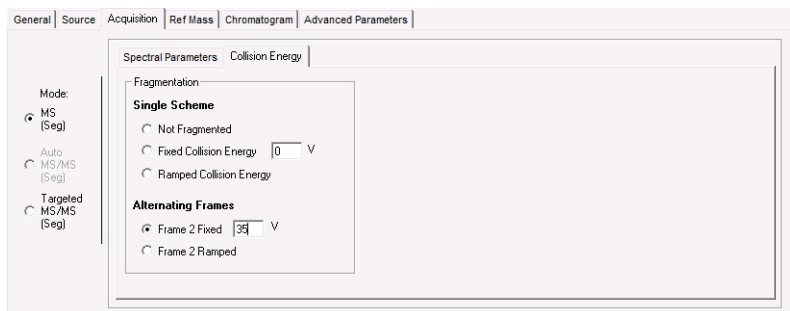 General Source Acquisition Ref Mass Chromatogram Advanced Parameters
Spectral Parameters Collision Energy
Mode:
MS
(Seg)
Auto
MS/MS
(Seg)
Targeted
MS/MS
(Seg)
Fragmentation
Single Scheme
Not Fragmented
Fixed Collision Energy 0 V
Ramped Collision Energy
Alternating Frames
Frame 2 Fixed 35 V
Frame 2 Ramped